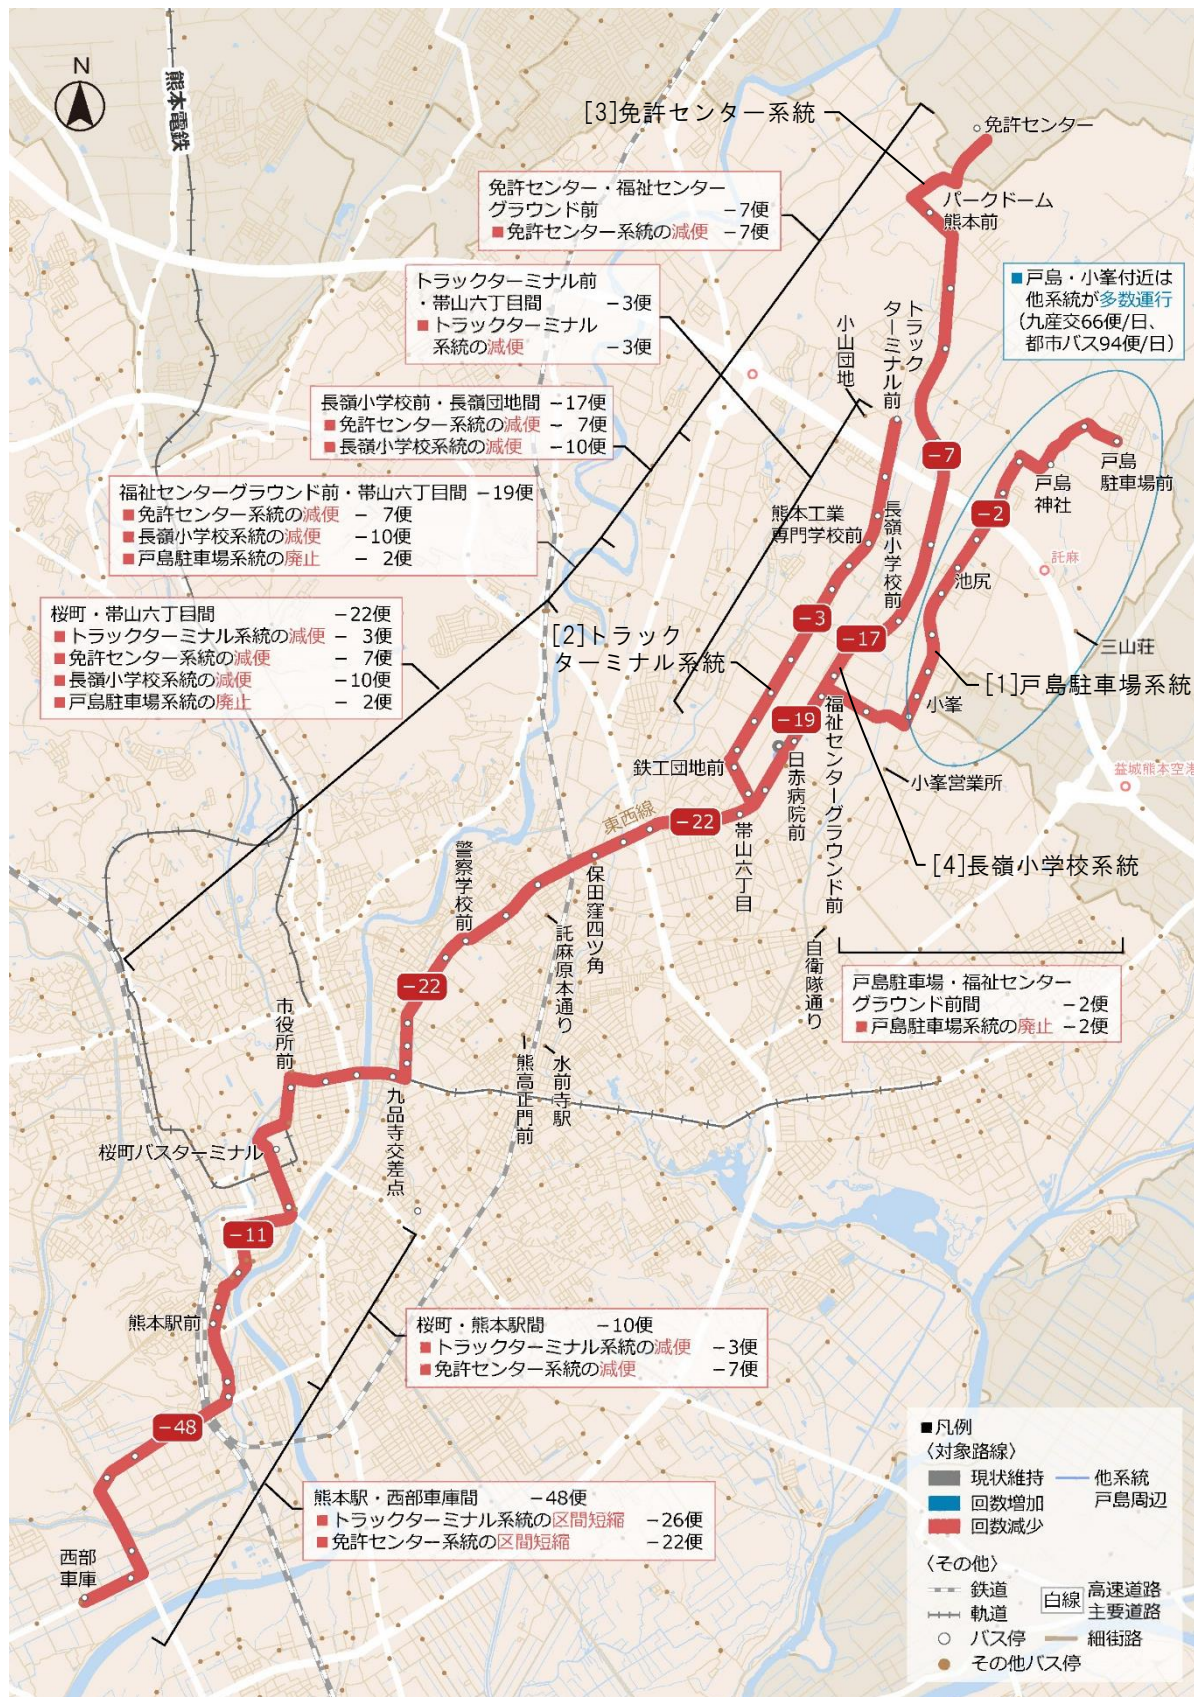 N
熊本電鉄
[3]免許センター系統
免許センター
パークドーム
熊本前
免許センター・福祉センター
グラウンド前 −7便
■免許センター系統の減便 −7便
トラックターミナル前
・帯山六丁目間 −3便
■トラックターミナル
系統の減便 −3便
■戸島・小峯付近は
他系統が多数運行
(九産交66便/日、
都市バス94便/日)
トラック
ターミナル前
小山団地
長嶺小学校前・長嶺団地間 −17便
■免許センター系統の減便 − 7便
■長嶺小学校系統の減便 −10便
−7
戸島
駐車場前
戸島
神社
福祉センターグラウンド前・帯山六丁目間 −19便
■免許センター系統の減便 − 7便
■長嶺小学校系統の減便 −10便
■戸島駐車場系統の廃止 − 2便
熊本工業
専門学校前
長嶺小学校前
−2
託麻
池尻
桜町・帯山六丁目間 −22便
■トラックターミナル系統の減便 − 3便
■免許センター系統の減便 − 7便
■長嶺小学校系統の減便 −10便
■戸島駐車場系統の廃止 − 2便
−3
[2]トラック
ターミナル系統
−17
三山荘
[1]戸島駐車場系統
小峯
−19
福祉センターグラウンド前
日赤病院前
鉄工団地前
小峯営業所
益城熊本空港
東西線
−22
帯山六丁目
[4]長嶺小学校系統
警察学校前
保田窪四ツ角
託麻原本通り
自衛隊通り
−22
戸島駐車場・福祉センター
グラウンド前間 −2便
■戸島駐車場系統の廃止 −2便
市役所前
熊高正門前
水前寺駅
九品寺交差点
桜町バスターミナル
−11
熊本駅前
桜町・熊本駅間 −10便
■トラックターミナル系統の減便 −3便
■免許センター系統の減便 −7便
−48
熊本駅・西部車庫間 −48便
■トラックターミナル系統の区間短縮 −26便
■免許センター系統の区間短縮 −22便
西部
車庫
■凡例
〈対象路線〉
現状維持 他系統
回数増加 戸島周辺
回数減少
〈その他〉
鉄道 白線 高速道路
軌道 主要道路
バス停 細街路
その他バス停